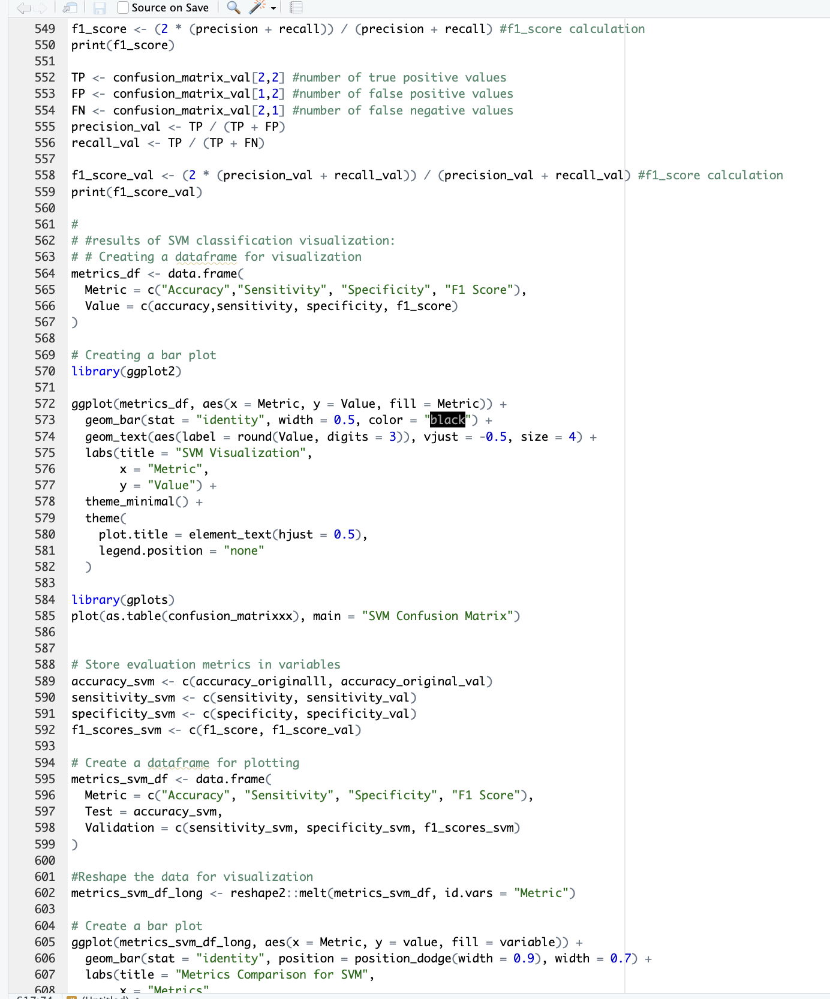 Source on Save
549 f1_score <- (2 * (precision + recall)) / (precision + recall) #f1_score calculation
550 print(f1_score)
551
552 TP <- confusion_matrix_val[2,2] #number of true positive values
553 FP <- confusion_matrix_val[1,2] #number of false positive values
554 FN <- confusion_matrix_val[2,1] #number of false negative values
555 precision_val <- TP / (TP + FP)
556 recall_val <- TP / (TP + FN)
557
558 f1_score_val <- (2 * (precision_val + recall_val)) / (precision_val + recall_val) #f1_score calculation
559 print(f1_score_val)
560
561 #
562 # #results of SVM classification visualization:
563 # # Creating a dataframe for visualization
564 metrics_df <- data.frame(
565   Metric = c("Accuracy","Sensitivity", "Specificity", "F1 Score"),
566   Value = c(accuracy,sensitivity, specificity, f1_score)
567 )
568
569 # Creating a bar plot
570 library(ggplot2)
571
572 ggplot(metrics_df, aes(x = Metric, y = Value, fill = Metric)) +
573   geom_bar(stat = "identity", width = 0.5, color = "black") +
574   geom_text(aes(label = round(Value, digits = 3)), vjust = -0.5, size = 4) +
575   labs(title = "SVM Visualization",
576        x = "Metric",
577        y = "Value") +
578   theme_minimal() +
579   theme(
580     plot.title = element_text(hjust = 0.5),
581     legend.position = "none"
582   )
583
584 library(gplots)
585 plot(as.table(confusion_matrixxx), main = "SVM Confusion Matrix")
586
587
588 # Store evaluation metrics in variables
589 accuracy_svm <- c(accuracy_originalll, accuracy_original_val)
590 sensitivity_svm <- c(sensitivity, sensitivity_val)
591 specificity_svm <- c(specificity, specificity_val)
592 f1_scores_svm <- c(f1_score, f1_score_val)
593
594 # Create a dataframe for plotting
595 metrics_svm_df <- data.frame(
596   Metric = c("Accuracy", "Sensitivity", "Specificity", "F1 Score"),
597   Test = accuracy_svm,
598   Validation = c(sensitivity_svm, specificity_svm, f1_scores_svm)
599 )
600
601 #Reshape the data for visualization
602 metrics_svm_df_long <- reshape2::melt(metrics_svm_df, id.vars = "Metric")
603
604 # Create a bar plot
605 ggplot(metrics_svm_df_long, aes(x = Metric, y = value, fill = variable)) +
606   geom_bar(stat = "identity", position = position_dodge(width = 0.9), width = 0.7) +
607   labs(title = "Metrics Comparison for SVM",
608        x = "Metrics"
617:74 (Untitled)